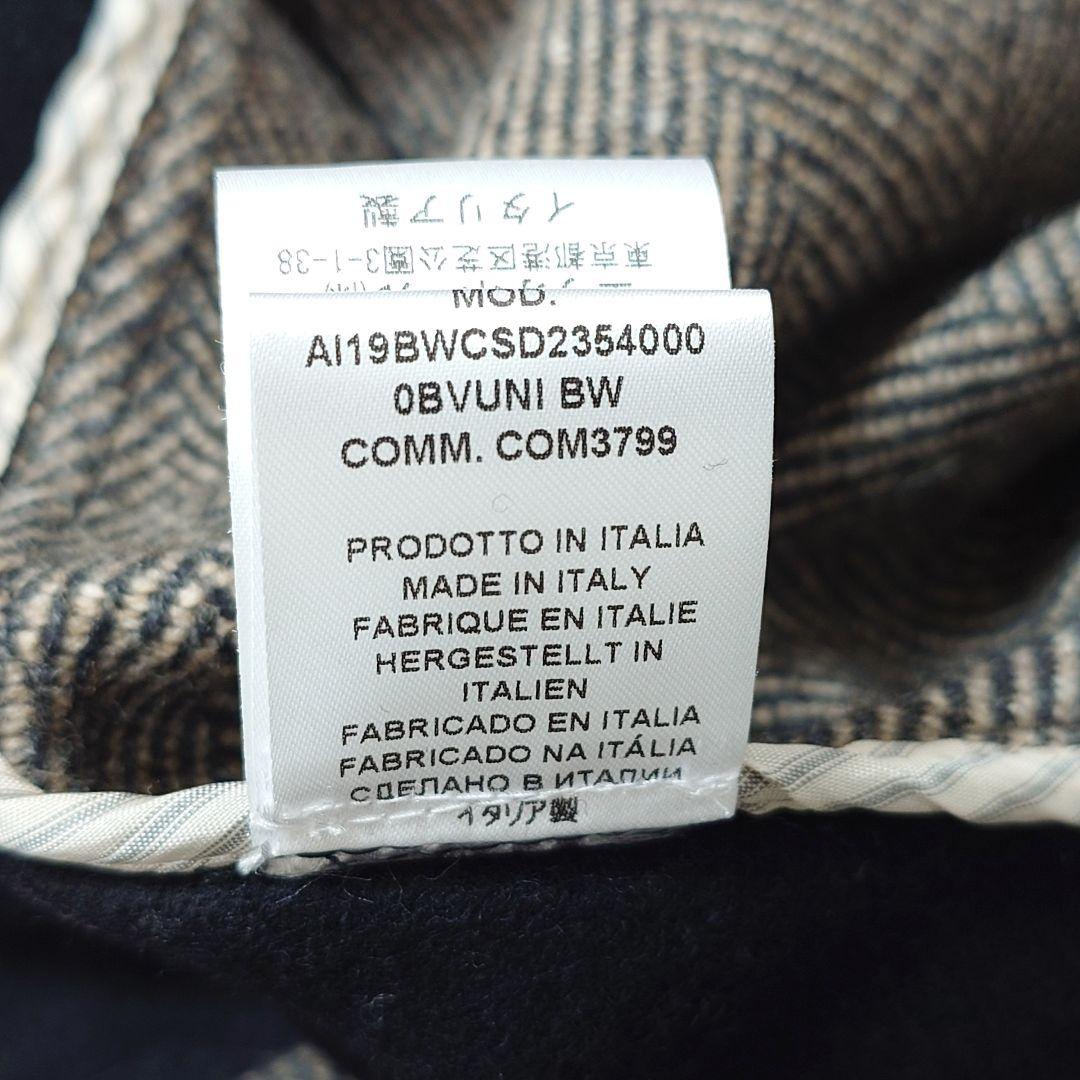 イタリア製
東京都港区芝公園3-1-38
MOD.
AI19BWCSD2354000
0BVUNI BW
COMM. COM3799
PRODOTTO IN ITALIA
MADE IN ITALY
FABRIQUE EN ITALIE
HERGESTELLT IN
ITALIEN
FABRICADO EN ITALIA
FABRICADO NA ITÁLIA
СДЕЛАНО В ИТАЛИИ
イタリア製